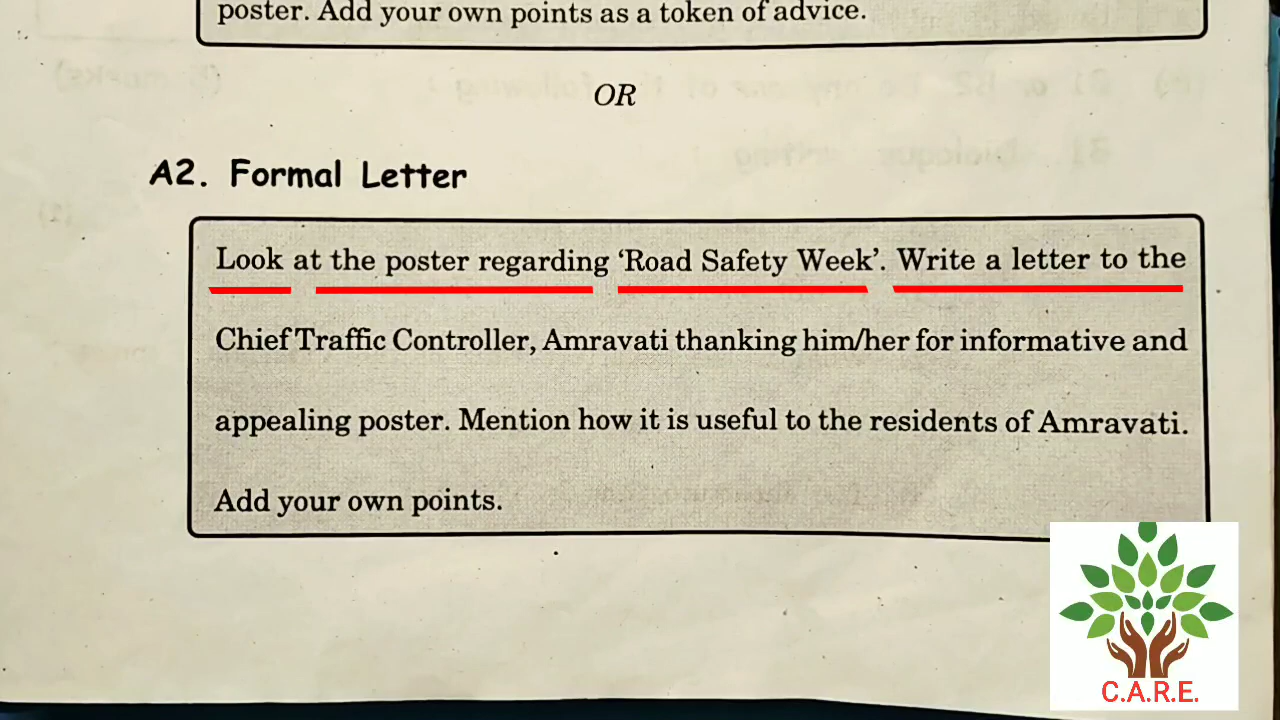 poster. Add your own points as a token of advice.
OR
A2. Formal Letter
Look at the poster regarding ‘Road Safety Week’. Write a letter to the
Chief Traffic Controller, Amravati thanking him/her for informative and
appealing poster. Mention how it is useful to the residents of Amravati.
Add your own points.
C.A.R.E.